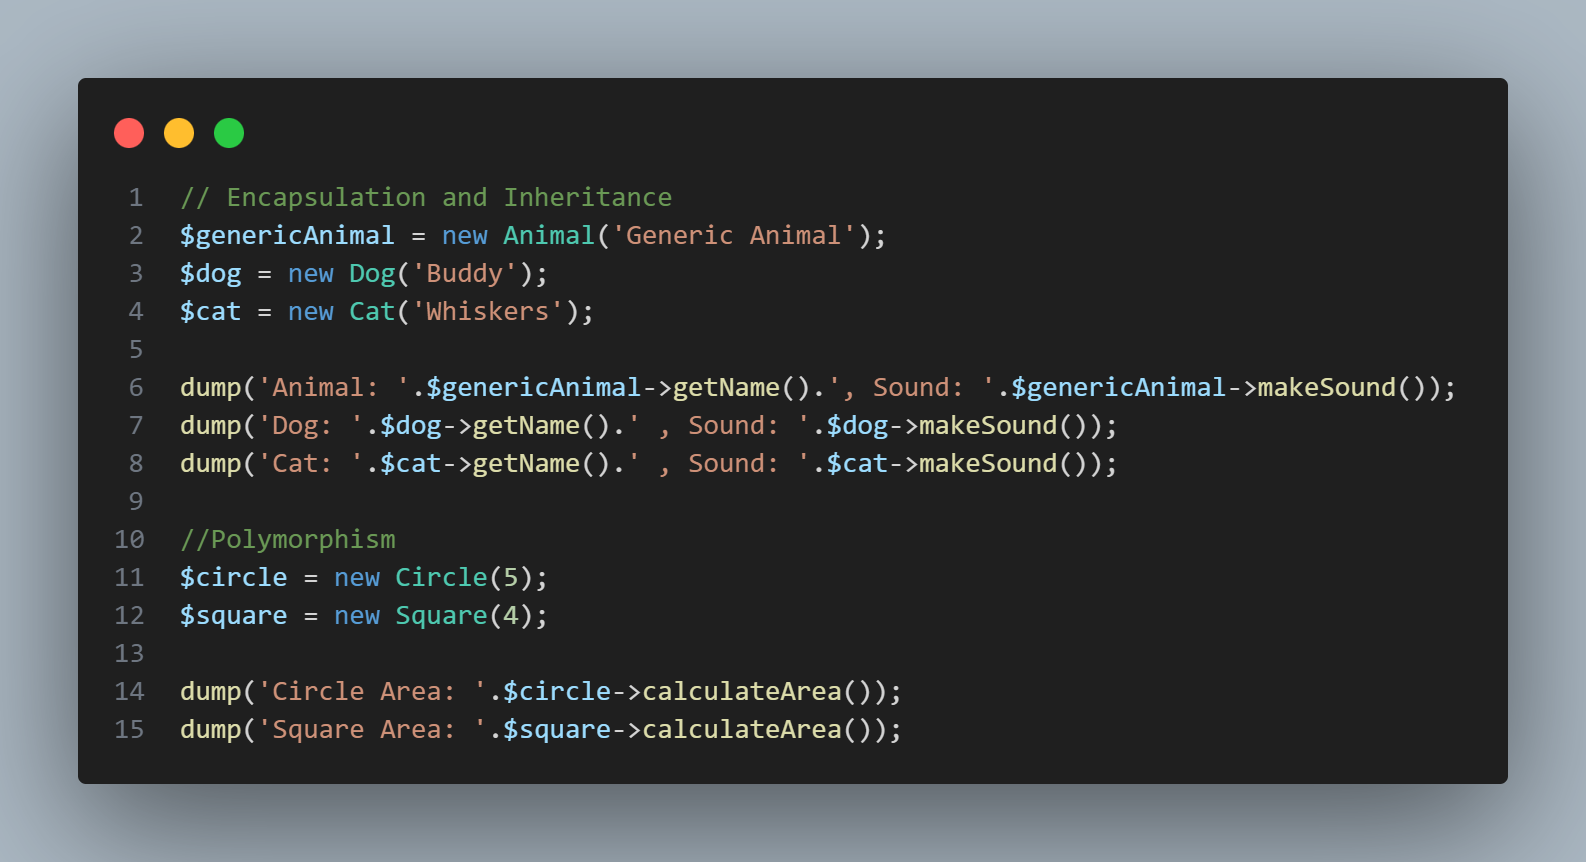 1 // Encapsulation and Inheritance
2 $genericAnimal = new Animal('Generic Animal');
3 $dog = new Dog('Buddy');
4 $cat = new Cat('Whiskers');
5
6 dump('Animal: '.$genericAnimal->getName().', Sound: '.$genericAnimal->makeSound());
7 dump('Dog: '.$dog->getName().' , Sound: '.$dog->makeSound());
8 dump('Cat: '.$cat->getName().' , Sound: '.$cat->makeSound());
9
10 //Polymorphism
11 $circle = new Circle(5);
12 $square = new Square(4);
13
14 dump('Circle Area: '.$circle->calculateArea());
15 dump('Square Area: '.$square->calculateArea());